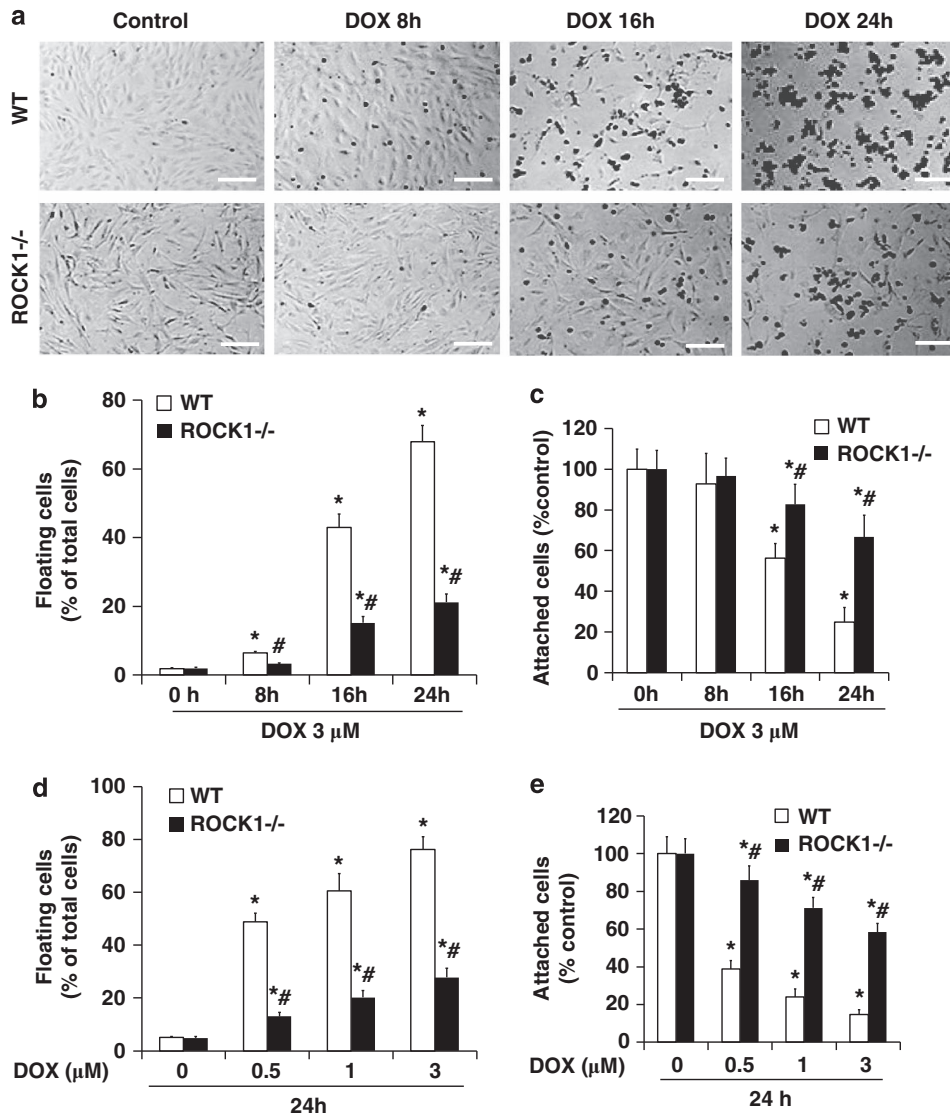 a
Control DOX 8h DOX 16h DOX 24h
WT
ROCK1-/-
b
WT
ROCK1-/-
Floating cells
(% of total cells)
80
60
40
20
0
* * # * *# * *#
0 h 8h 16h 24h
DOX 3 μM
c
WT
ROCK1-/-
Attached cells (%control)
120
100
80
60
40
20
0
* *# * *#
0h 8h 16h 24h
DOX 3 μM
d
WT
ROCK1-/-
Floating cells
(% of total cells)
100
80
60
40
20
0
* *# * *# * *#
DOX (μM) 0 0.5 1 3
24h
e
WT
ROCK1-/-
Attached cells
(% control)
120
100
80
60
40
20
0
* *# * *# * *#
DOX (μM) 0 0.5 1 3
24 h